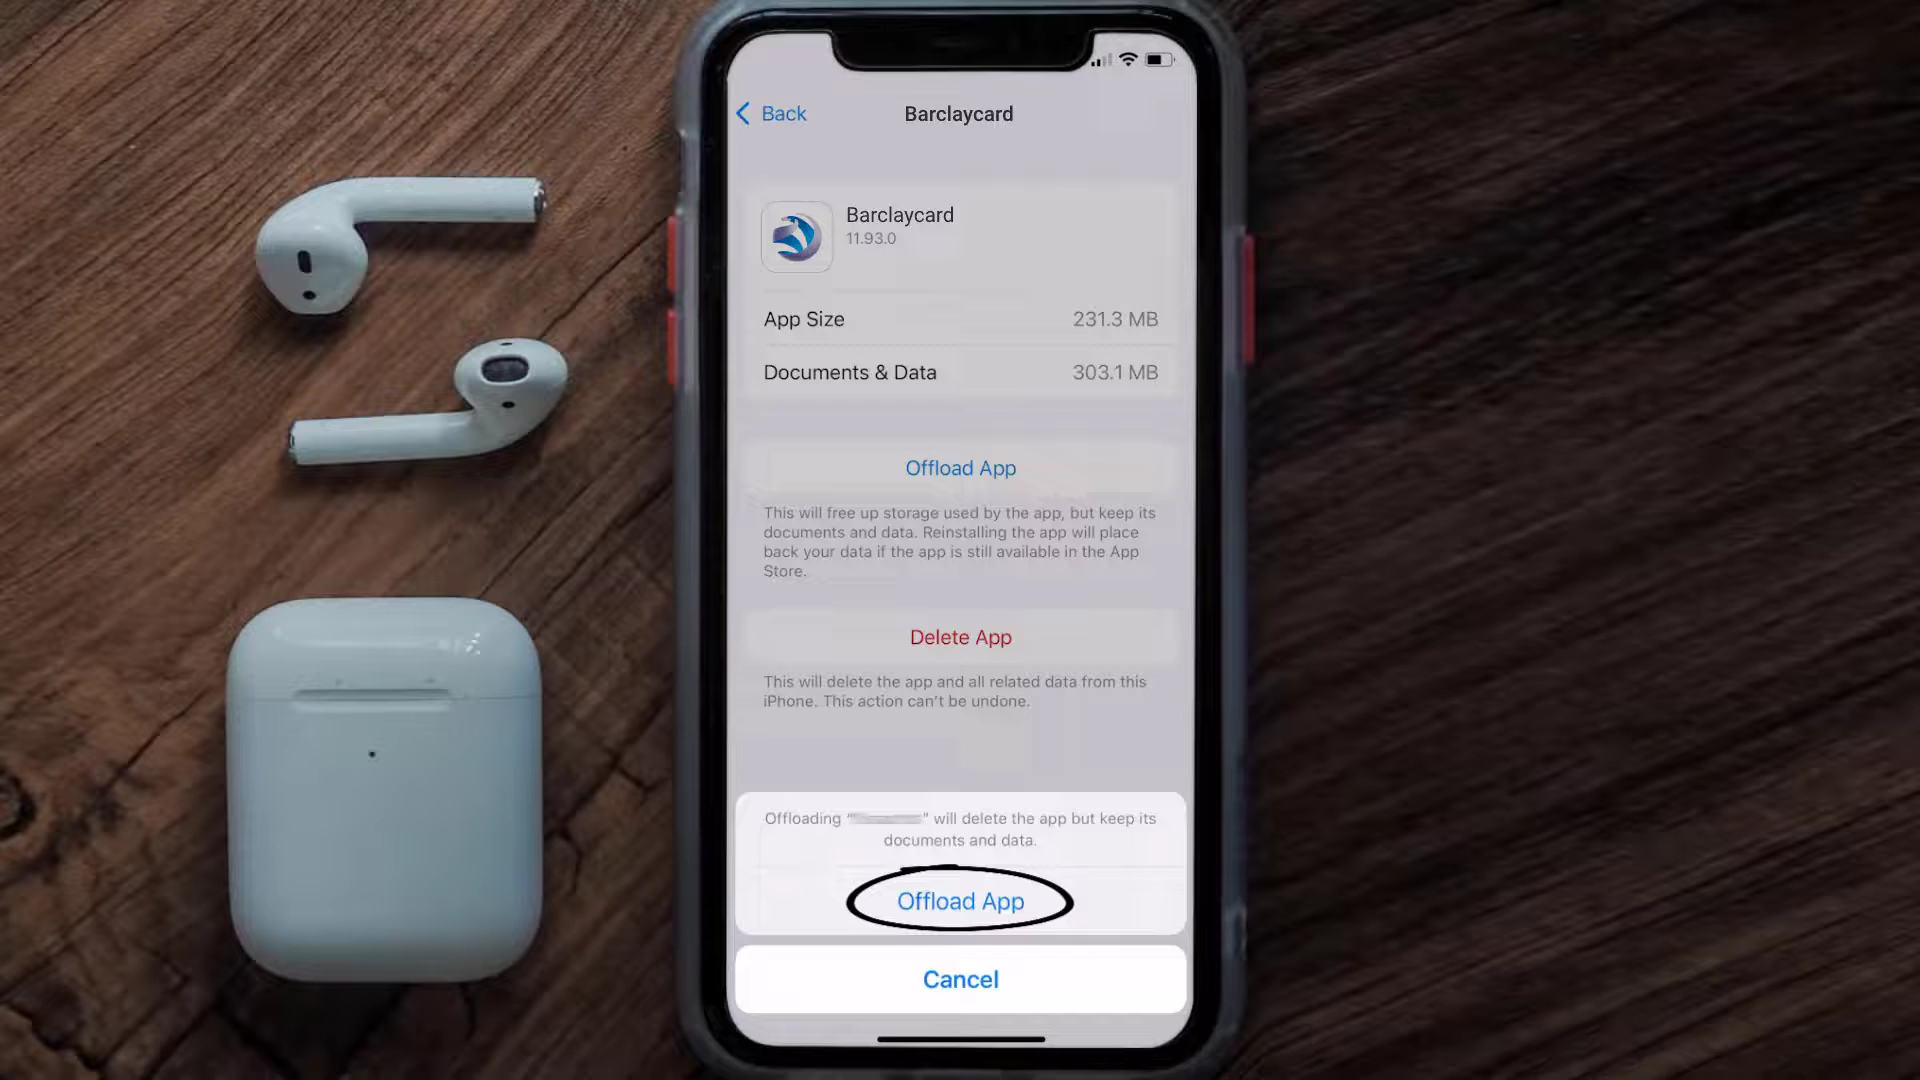 Back
Barclaycard
Barclaycard
11.93.0
App Size 231.3 MB
Documents & Data 303.1 MB
Offload App
This will free up storage used by the app, but keep its
documents and data. Reinstalling the app will place
back your data if the app is still available in the App
Store.
Delete App
This will delete the app and all related data from this
iPhone. This action can't be undone.
Offloading “ ” will delete the app but keep its
documents and data.
Offload App
Cancel